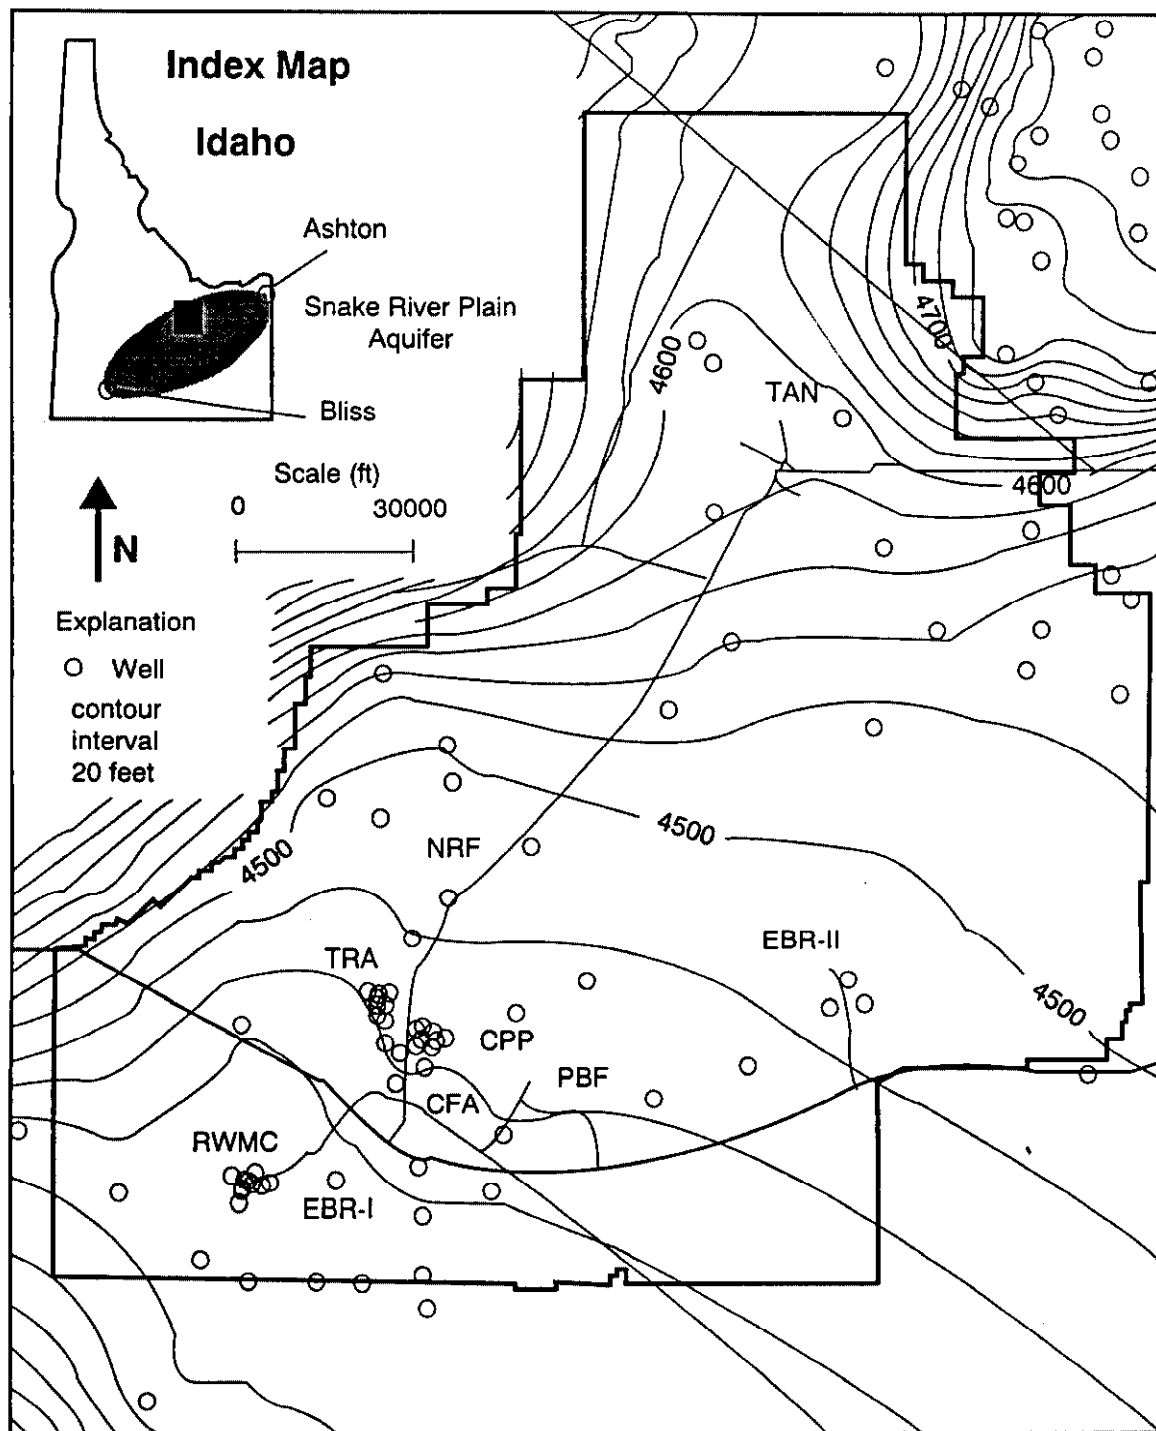 Index Map
Idaho
Ashton
Snake River Plain
Aquifer
Bliss
Scale (ft)
0 30000
N
Explanation
Well
contour
interval
20 feet
4700
4600
TAN
4600
4500
4500
NRF
EBR-II
TRA
4500
CPP
PBF
CFA
RWMC
EBR-I